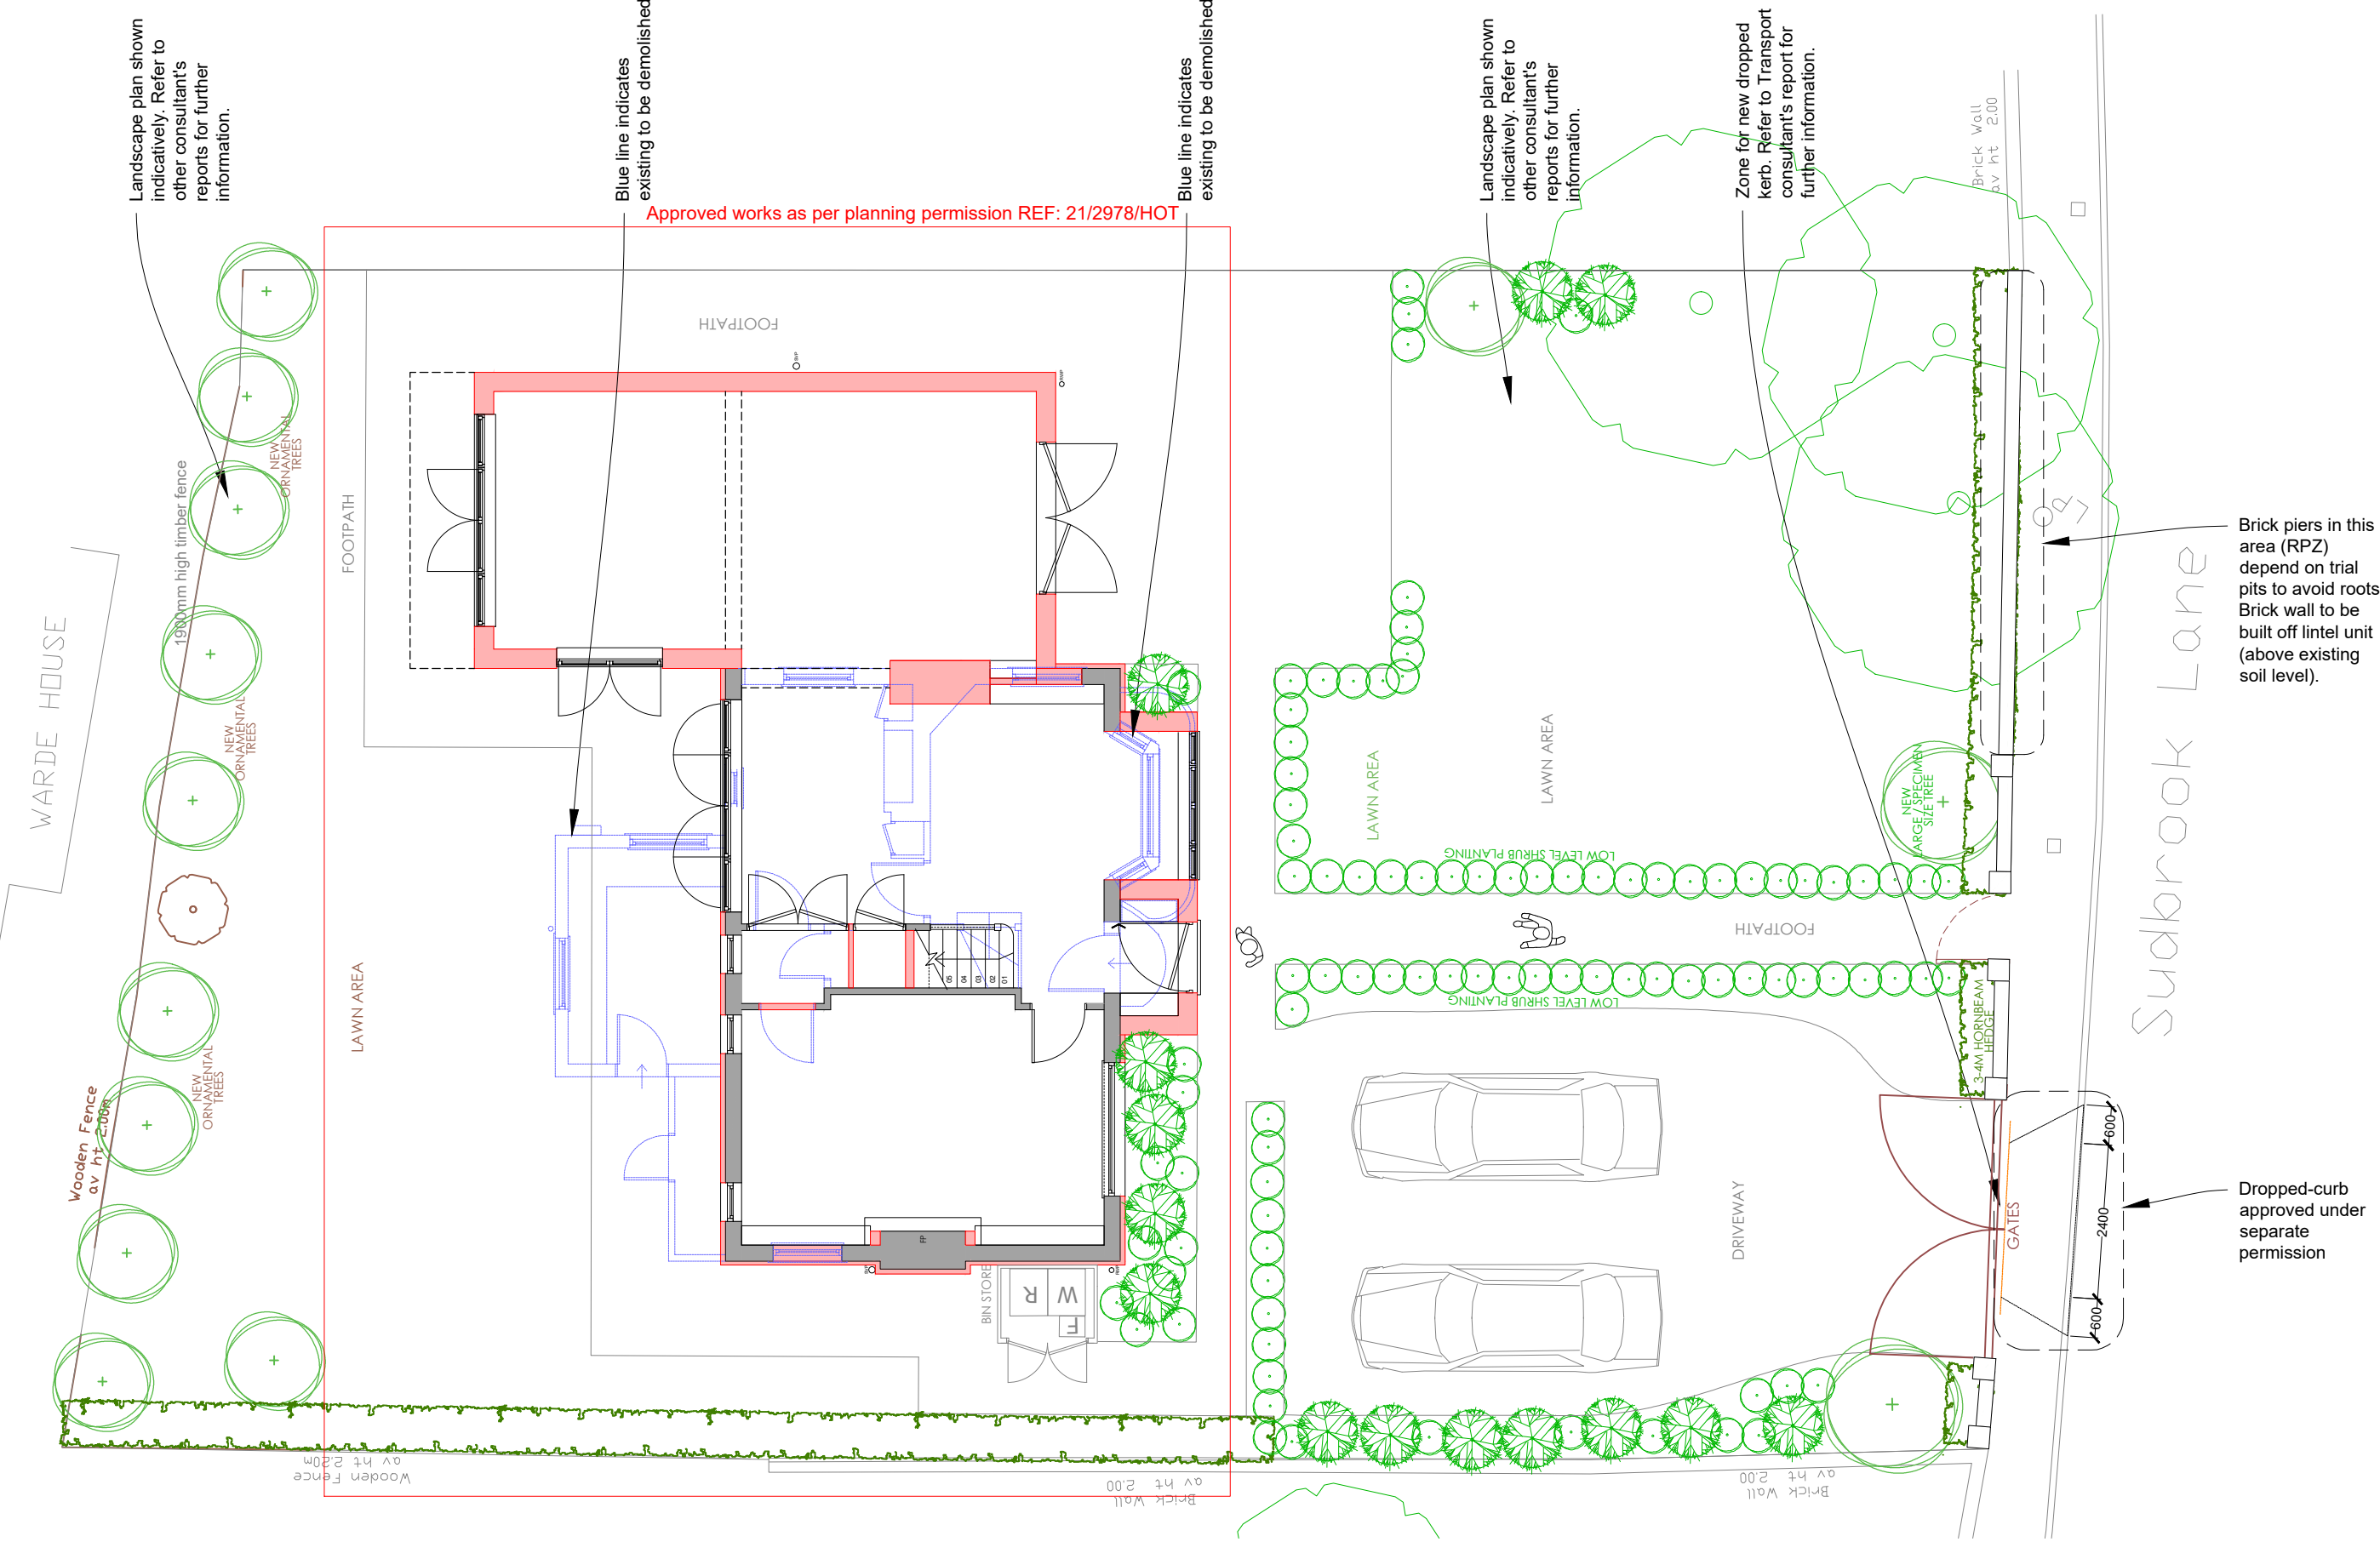 Landscape plan shown
indicatively. Refer to
other consultant's
reports for further
information.
Blue line indicates
existing to be demolished
Blue line indicates
existing to be demolished
Landscape plan shown
indicatively. Refer to
other consultant's
reports for further
information.
Zone for new dropped
kerb. Refer to Transport
consultant's report for
further information.
Brick Wall
av ht 2.00
Approved works as per planning permission REF: 21/2978/HOT
FOOTPATH
FOOTPATH
NEW
ORNAMENTAL
TREES
1900mm high timber fence
WARDE HOUSE
NEW
ORNAMENTAL
TREES
LAWN AREA
NEW
ORNAMENTAL
TREES
Wooden Fence
av ht 2.00m
LP
Brick piers in this
area (RPZ)
depend on trial
pits to avoid roots
Brick wall to be
built off lintel unit
(above existing
soil level).
Sudbrook Lane
LAWN AREA
LAWN AREA
NEW
LARGE / SPECIMEN
SIZE TREE
LOW LEVEL SHRUB PLANTING
FOOTPATH
LOW LEVEL SHRUB PLANTING
3-4M HORNBEAM
HEDGE
05
04
03
02
01
FP
BIN STORE
R
W
F
DRIVEWAY
GATES
600
2400
600
Dropped-curb
approved under
separate
permission
Wooden Fence
av ht 2.20m
Brick Wall
av ht 2.00
Brick Wall
av ht 2.00